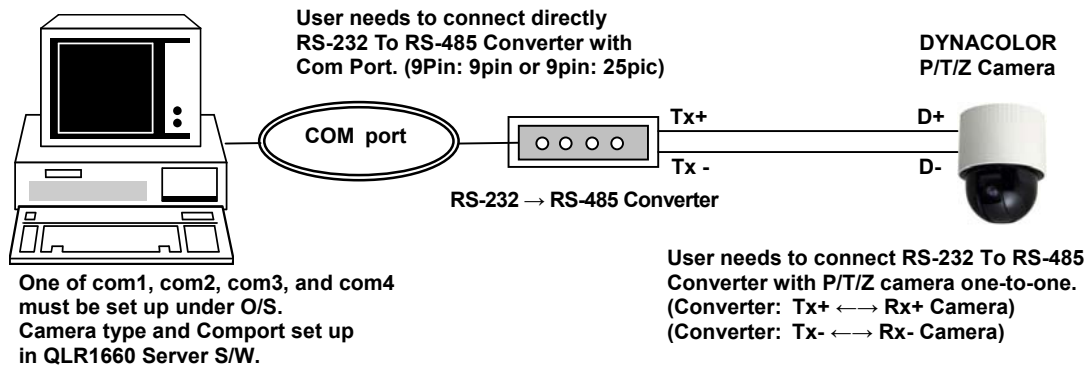 User needs to connect directly
RS-232 To RS-485 Converter with
Com Port. (9Pin: 9pin or 9pin: 25pic)
DYNACOLOR
P/T/Z Camera
COM port
Tx+
D+
Tx -
D-
RS-232 → RS-485 Converter
One of com1, com2, com3, and com4
must be set up under O/S.
Camera type and Comport set up
in QLR1660 Server S/W.
User needs to connect RS-232 To RS-485
Converter with P/T/Z camera one-to-one.
(Converter: Tx+ ←→ Rx+ Camera)
(Converter: Tx- ←→ Rx- Camera)